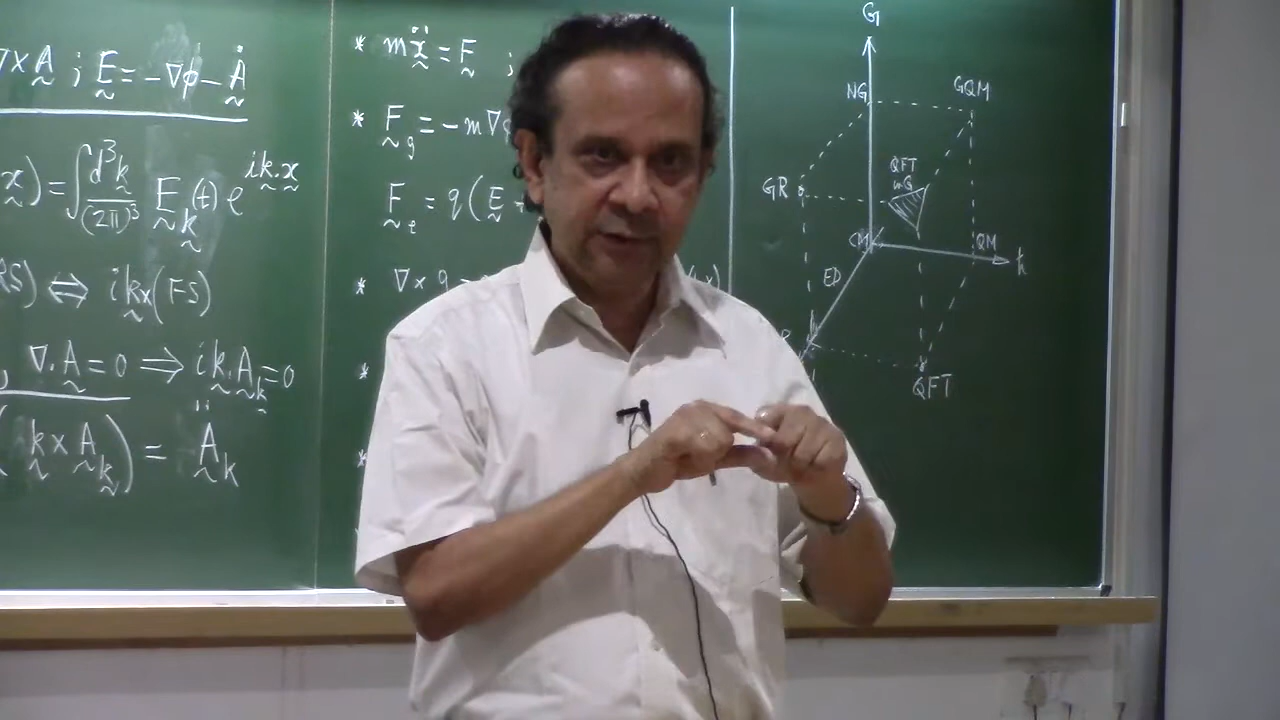 ∇×A ; E = -∇φ - Ȧ
x) = ∫ d³k/(2π)³ E_k(t) e^{ik.x}
RS) ⇔ ik×(FS)
∇.A = 0 ⟹ ik.A_k = 0
(k×A_k) = Ä_k
* mẍ = F ;
* F_g = -m∇
F_e = q(E +
* ∇×g
G
NG
GQM
QFT
GR
CM
QM
ħ
ED
QFT